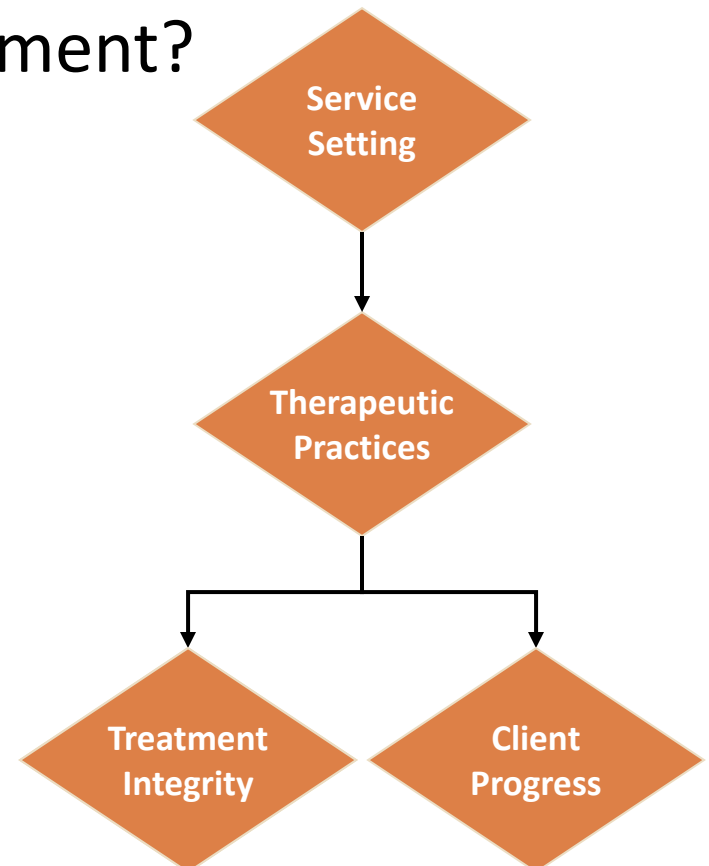 ment?
Service
Setting
Therapeutic
Practices
Treatment
Integrity
Client
Progress